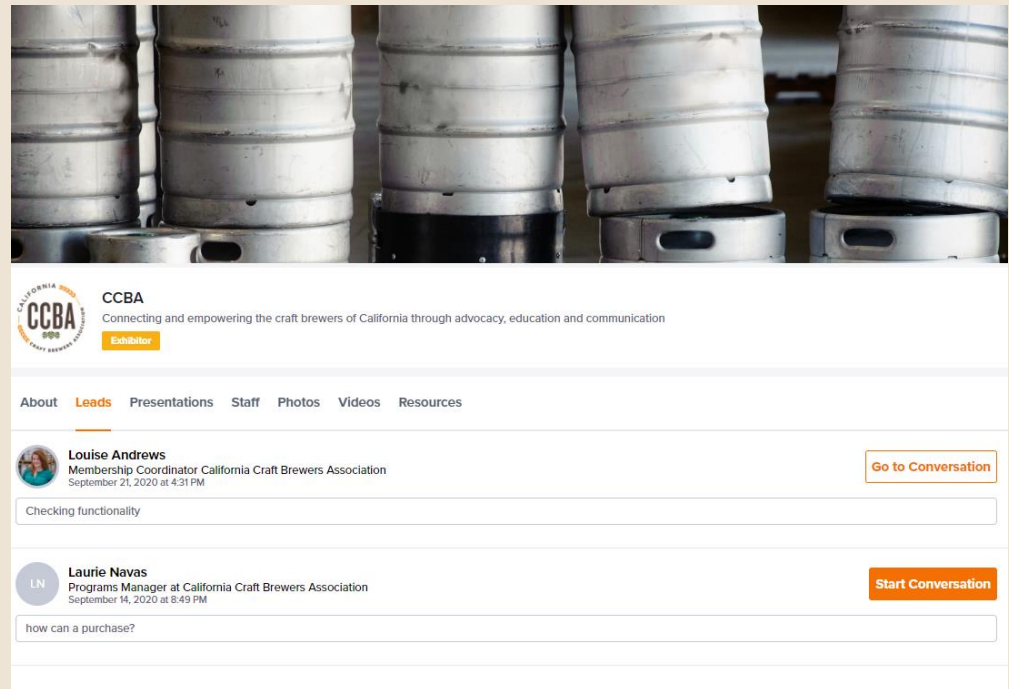 CALIFORNIA
CCBA
CRAFT BREWERS ASSOCIATION
CCBA
Connecting and empowering the craft brewers of California through advocacy, education and communication
Exhibitor
About Leads Presentations Staff Photos Videos Resources
Louise Andrews
Membership Coordinator California Craft Brewers Association
September 21, 2020 at 4:31 PM
Go to Conversation
Checking functionality
LN
Laurie Navas
Programs Manager at California Craft Brewers Association
September 14, 2020 at 8:49 PM
Start Conversation
how can a purchase?